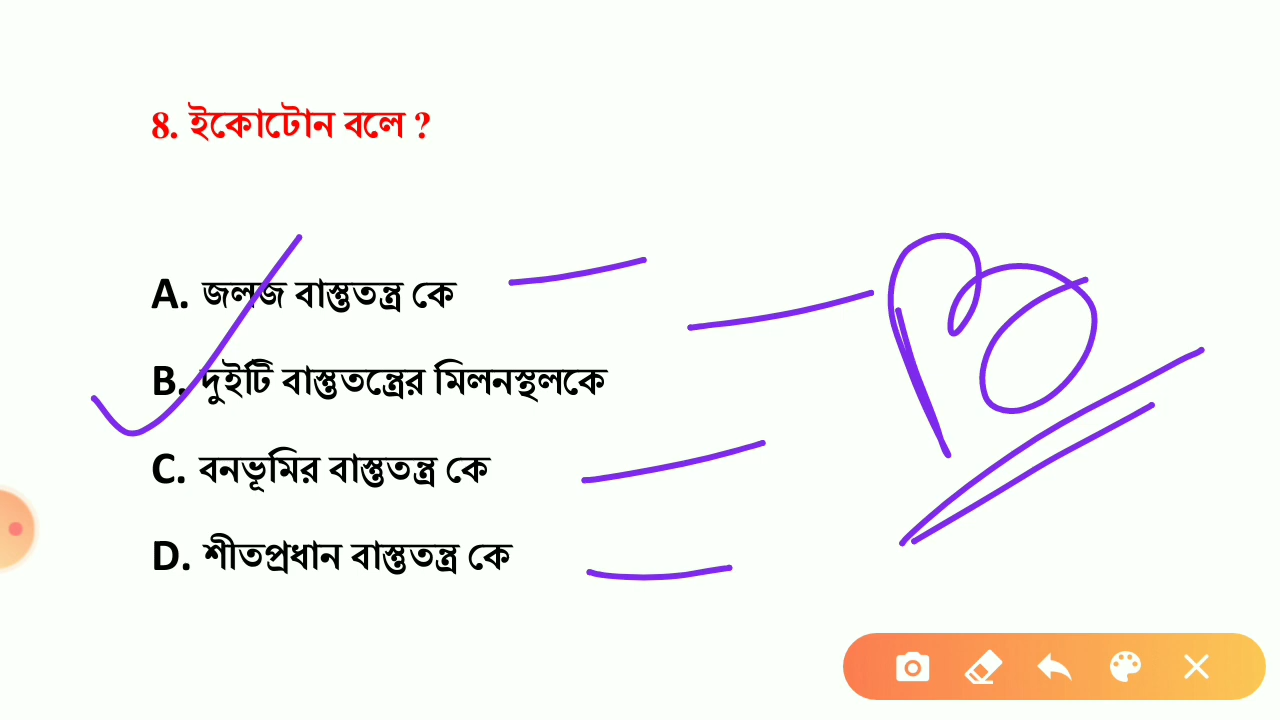 8. ইকোটোন বলে ?
A. জলজ বাস্তুতন্ত্র কে
B. দুইটি বাস্তুতন্ত্রের মিলনস্থলকে
C. বনভূমির বাস্তুতন্ত্র কে
D. শীতপ্রধান বাস্তুতন্ত্র কে